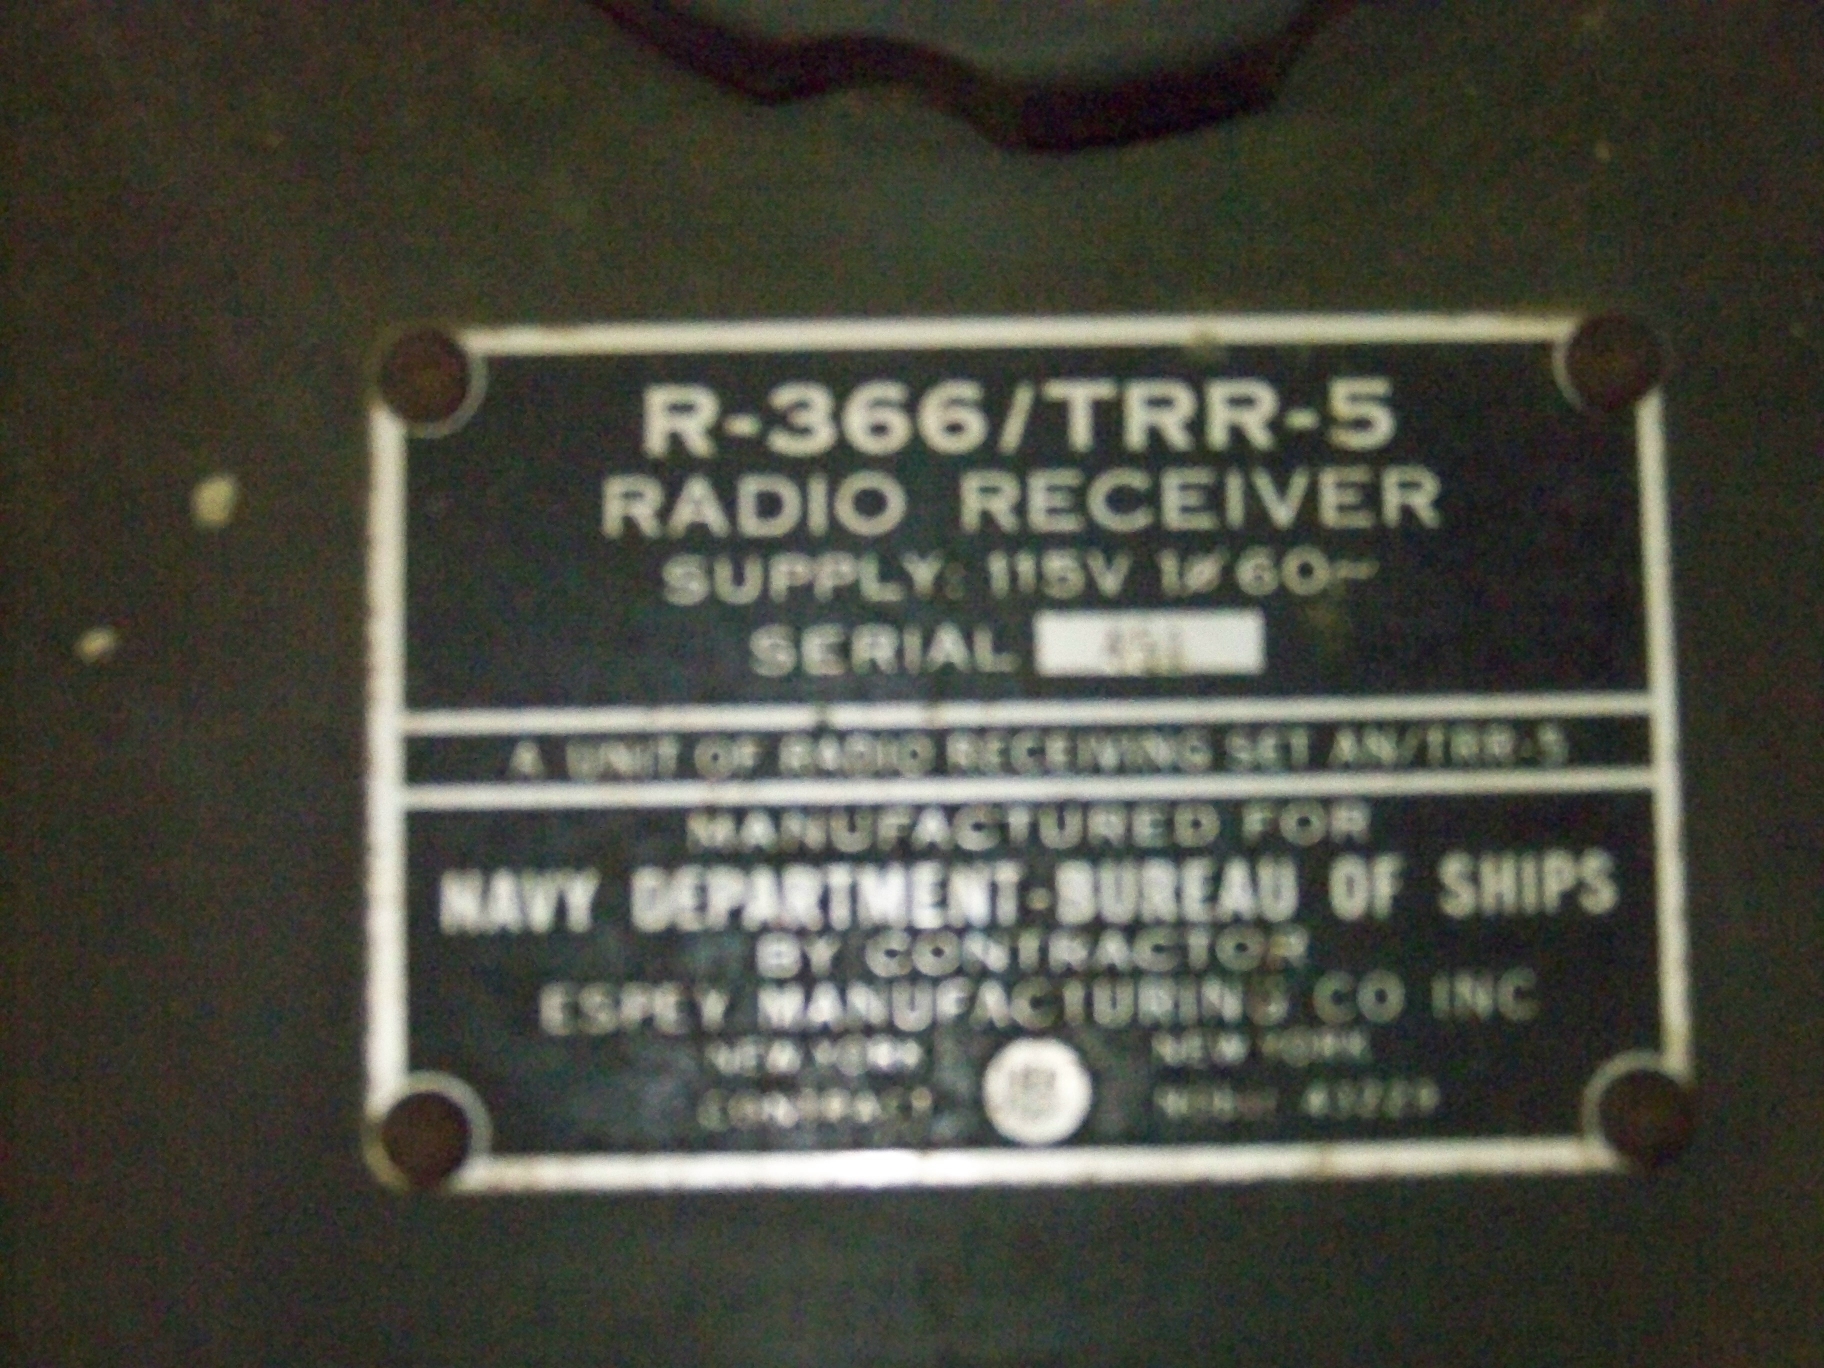 R-366/TRR-5
RADIO RECEIVER
SUPPLY: 115V 1ø 60~
SERIAL
A UNIT OF RADIO RECEIVING SET AN/TRR-5
MANUFACTURED FOR
NAVY DEPARTMENT-BUREAU OF SHIPS
BY CONTRACTOR
ESPEY MANUFACTURING CO INC
NEW YORK NEW YORK
CONTRACT